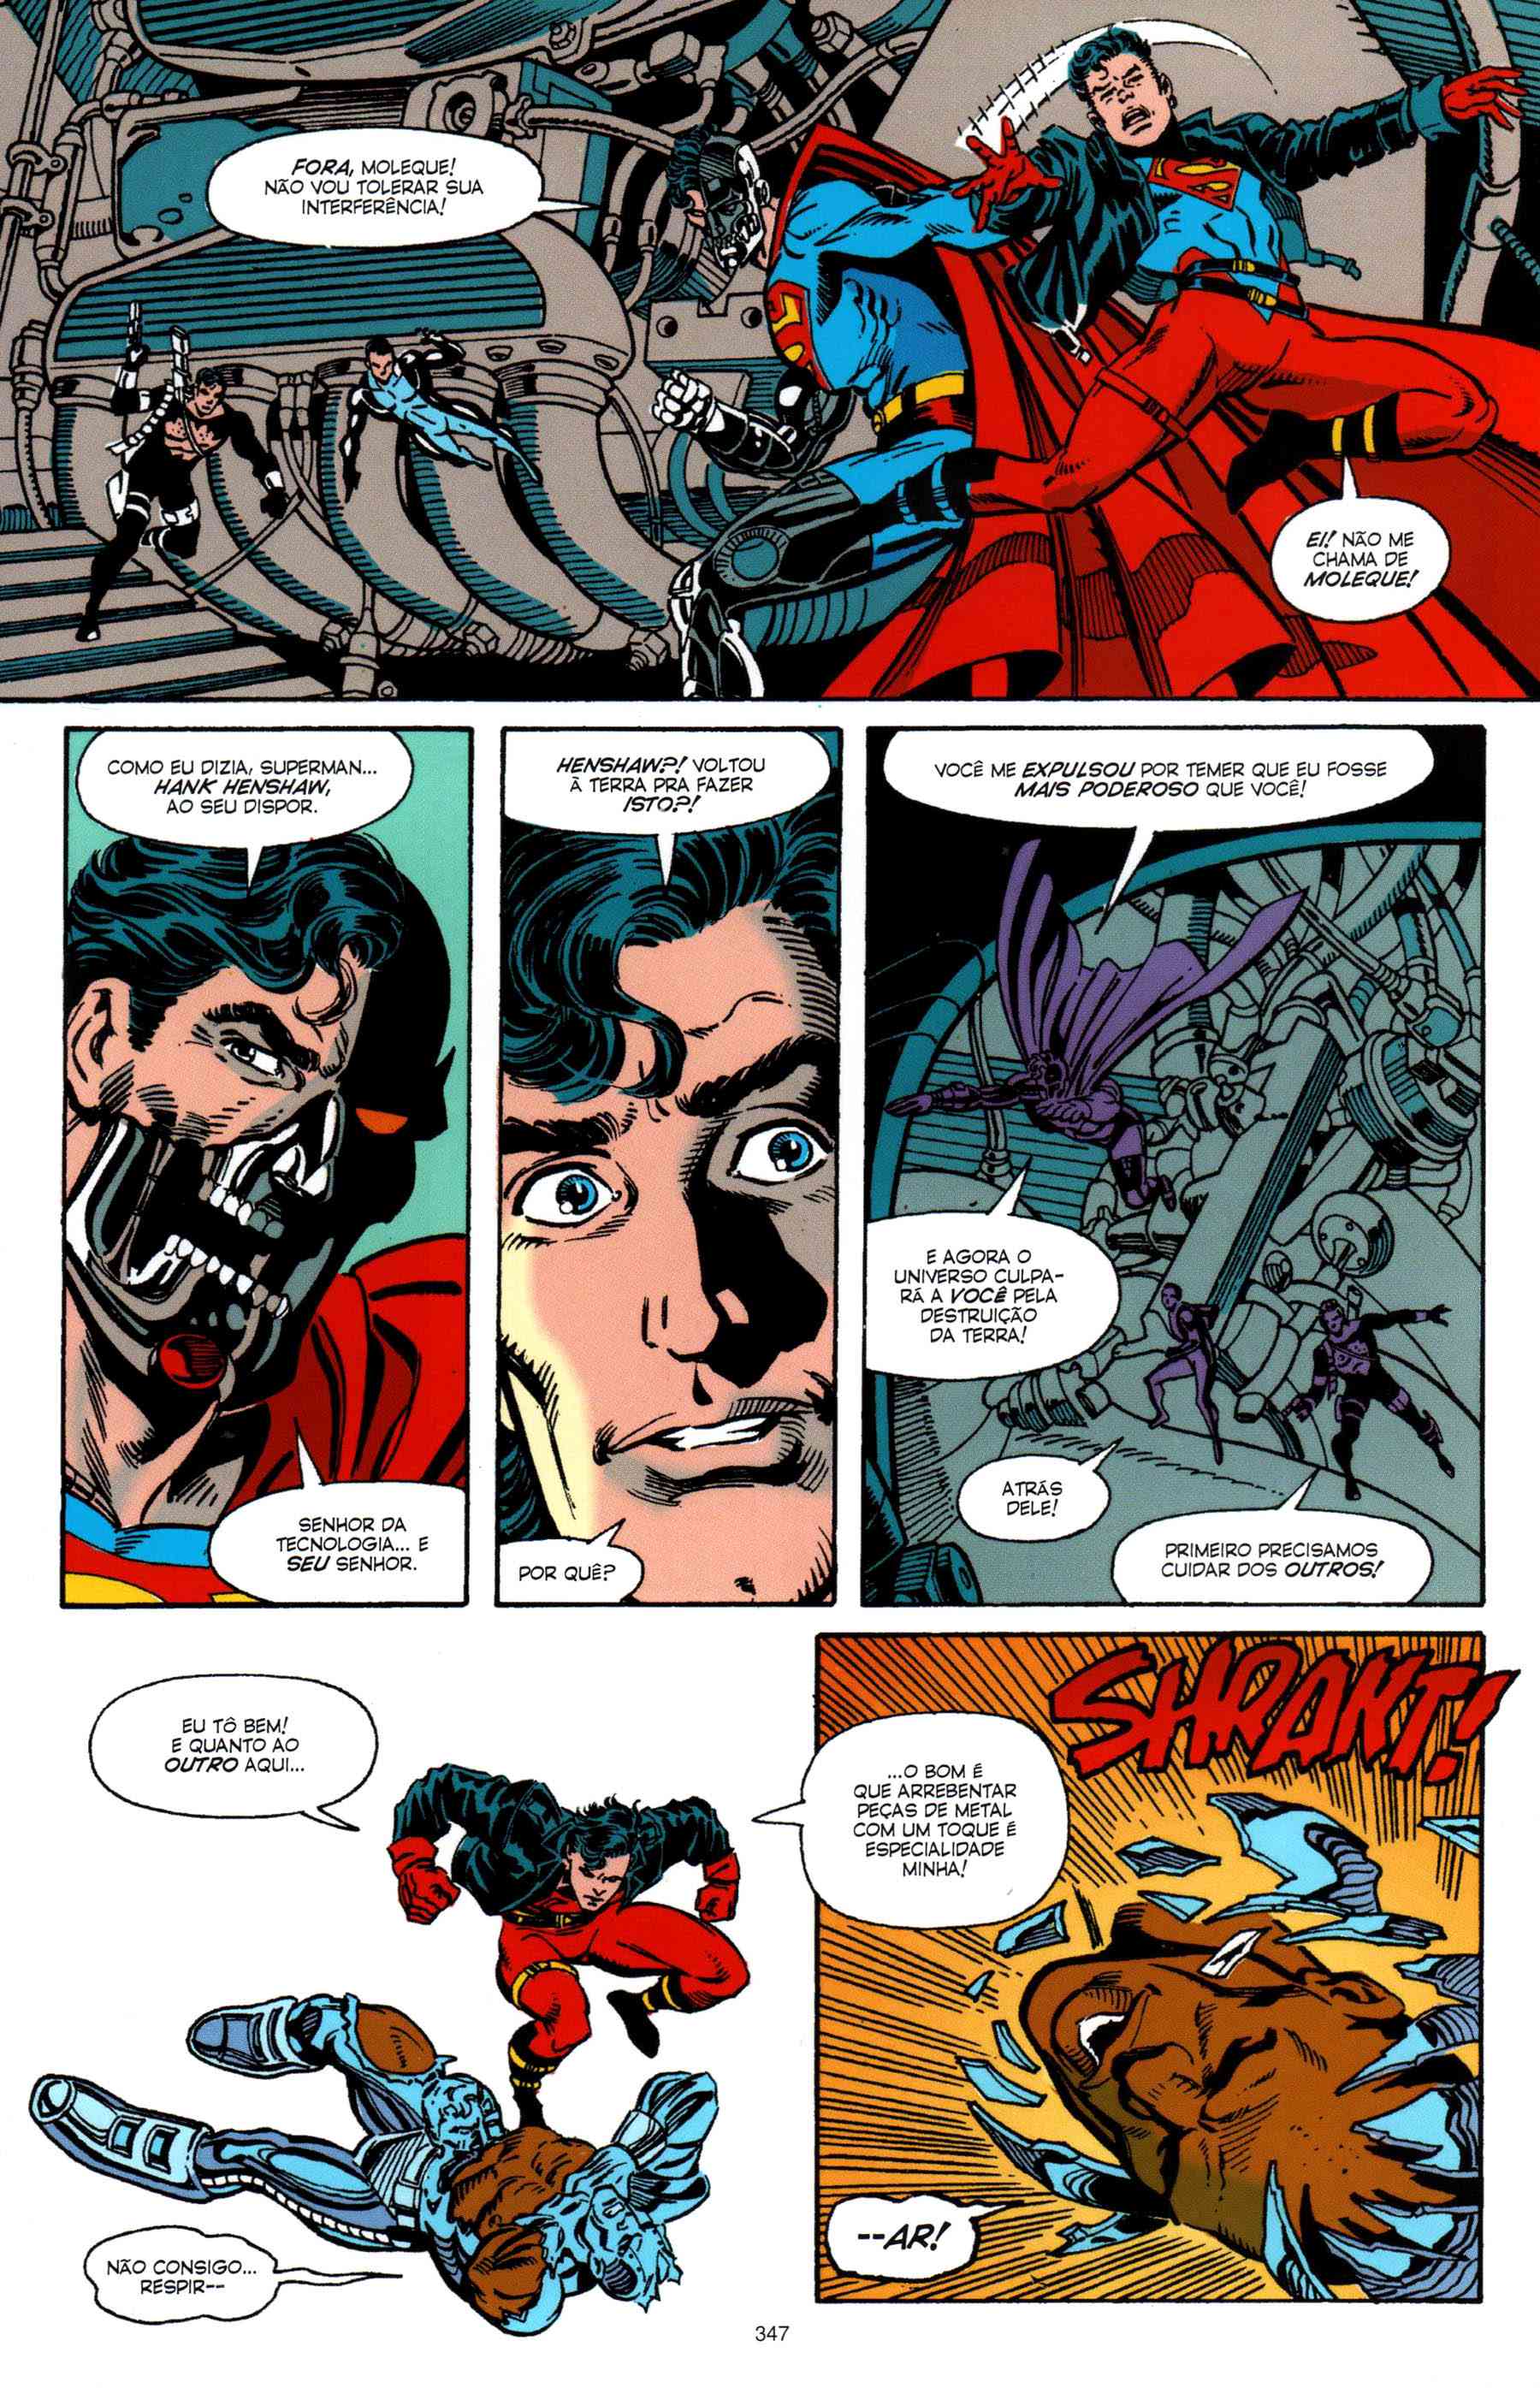 FORA, MOLEQUE!
NÃO VOU TOLERAR SUA
INTERFERÊNCIA!
EI! NÃO ME
CHAMA DE
MOLEQUE!
COMO EU DIZIA, SUPERMAN...
HANK HENSHAW,
AO SEU DISPOR.
SENHOR DA
TECNOLOGIA... E
SEU SENHOR.
HENSHAW?! VOLTOU
À TERRA PRA FAZER
ISTO?!
POR QUÊ?
VOCÊ ME EXPULSOU POR TEMER QUE EU FOSSE
MAIS PODEROSO QUE VOCÊ!
E AGORA O
UNIVERSO CULPA-
RÁ A VOCÊ PELA
DESTRUIÇÃO
DA TERRA!
ATRÁS
DELE!
PRIMEIRO PRECISAMOS
CUIDAR DOS OUTROS!
EU TÔ BEM!
E QUANTO AO
OUTRO AQUI...
NÃO CONSIGO...
RESPIR--
...O BOM É
QUE ARREBENTAR
PEÇAS DE METAL
COM UM TOQUE É
ESPECIALIDADE
MINHA!
SHRAKT!
--AR!
347